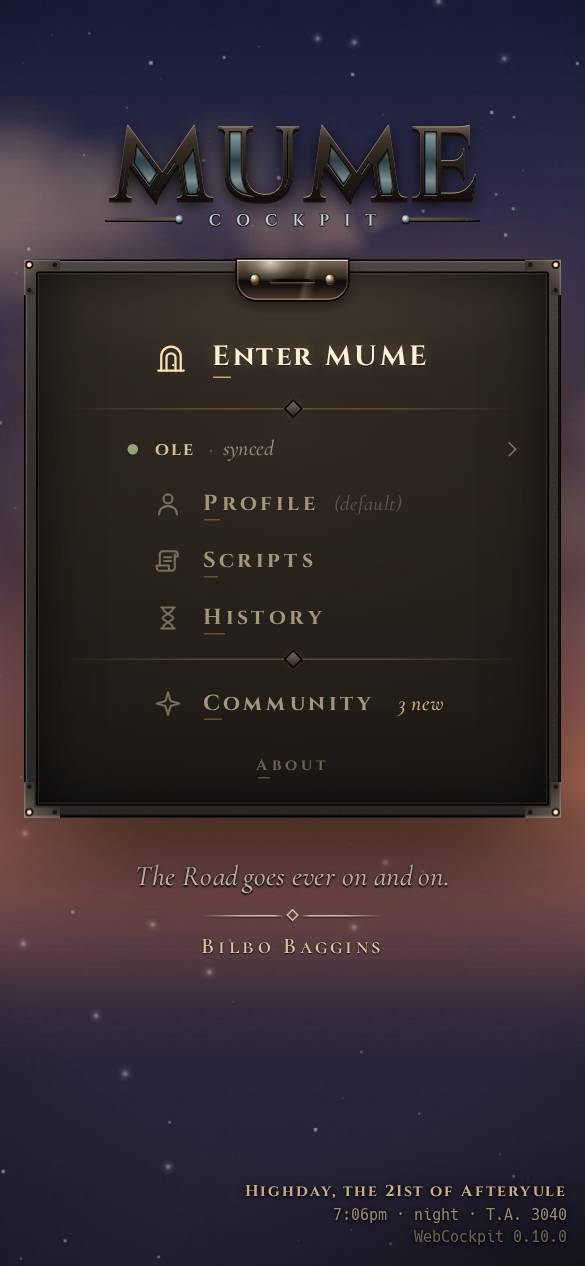 MUME
COCKPIT
Enter MUME
OLE · synced
Profile (default)
Scripts
History
Community 3 new
About
The Road goes ever on and on.
Bilbo Baggins
Highday, the 21st of Afteryule
7:06pm · night · T.A. 3040
WebCockpit 0.10.0